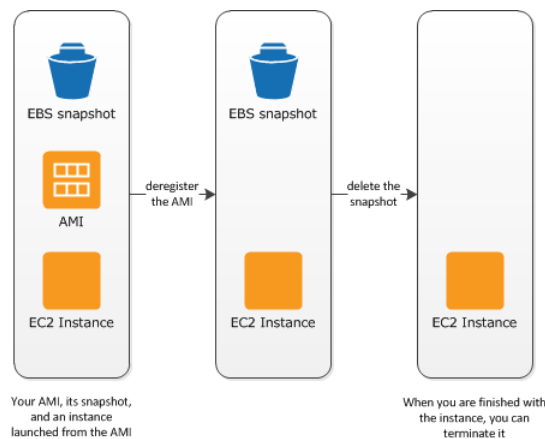 EBS snapshot
AMI
EC2 Instance
Your AMI, its snapshot,
and an instance
launched from the AMI
deregister
the AMI
EBS snapshot
EC2 Instance
delete the
snapshot
EC2 Instance
When you are finished with
the instance, you can
terminate it